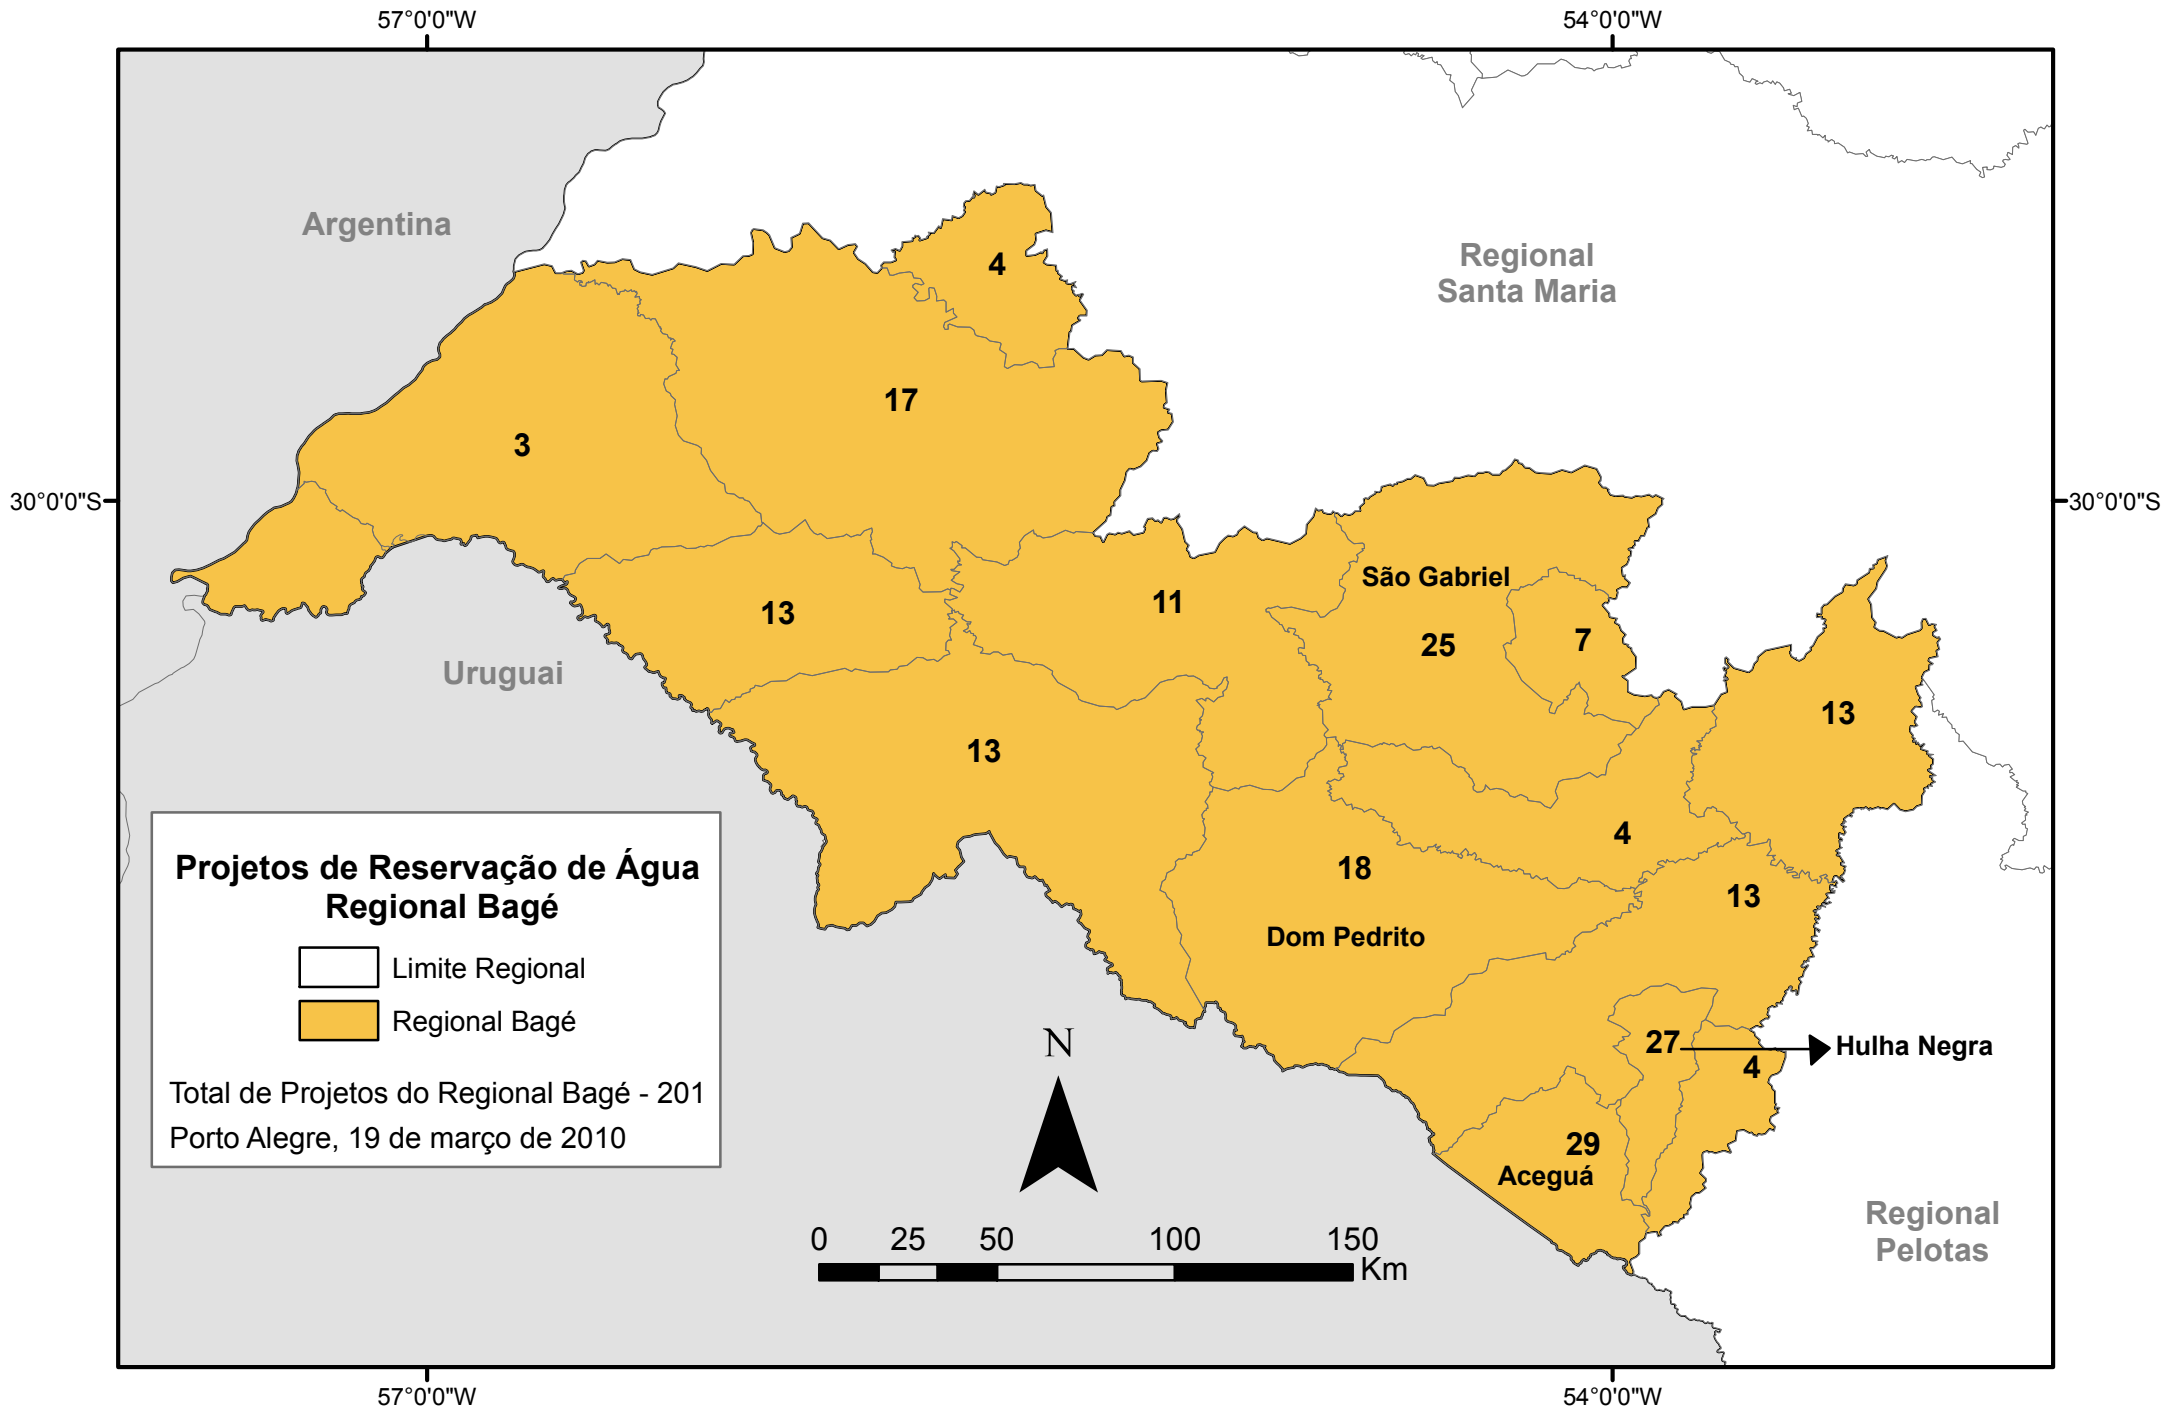 57°0'0"W
54°0'0"W
Argentina
Regional
Santa Maria
4
17
3
30°0'0"S
30°0'0"S
São Gabriel
13
11
25
7
Uruguai
13
13
4
18
13
Dom Pedrito
27
Hulha Negra
4
29
Aceguá
Projetos de Reservação de Água
Regional Bagé
Limite Regional
Regional Bagé
Total de Projetos do Regional Bagé - 201
Porto Alegre, 19 de março de 2010
N
0 25 50 100 150
Km
Regional
Pelotas
57°0'0"W
54°0'0"W